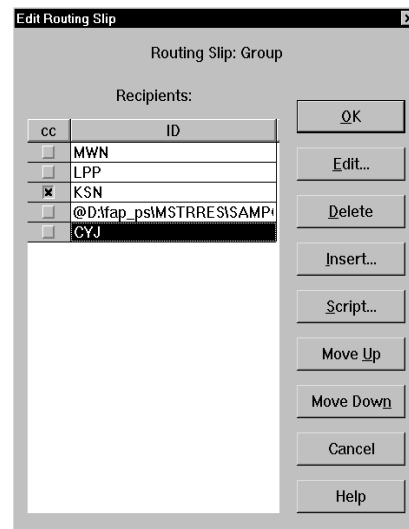 Edit Routing Slip
Routing Slip: Group
Recipients:
cc ID
MWN
LPP
KSN
@D:\fap_ps\MSTRRES\SAMP
CYJ
OK
Edit...
Delete
Insert...
Script...
Move Up
Move Down
Cancel
Help